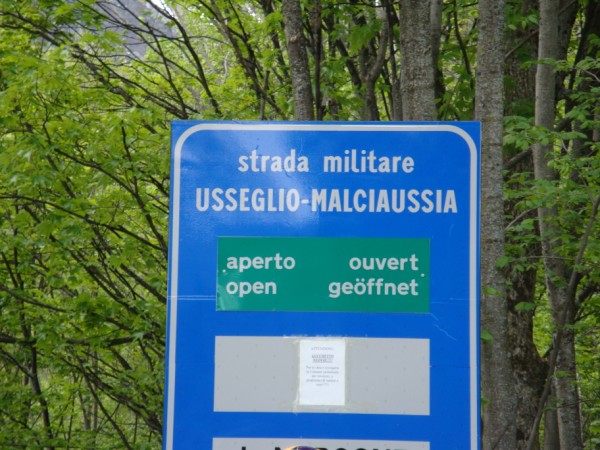 strada militare
USSEGLIO-MALCIAUSSIA
aperto ouvert
open geöffnet